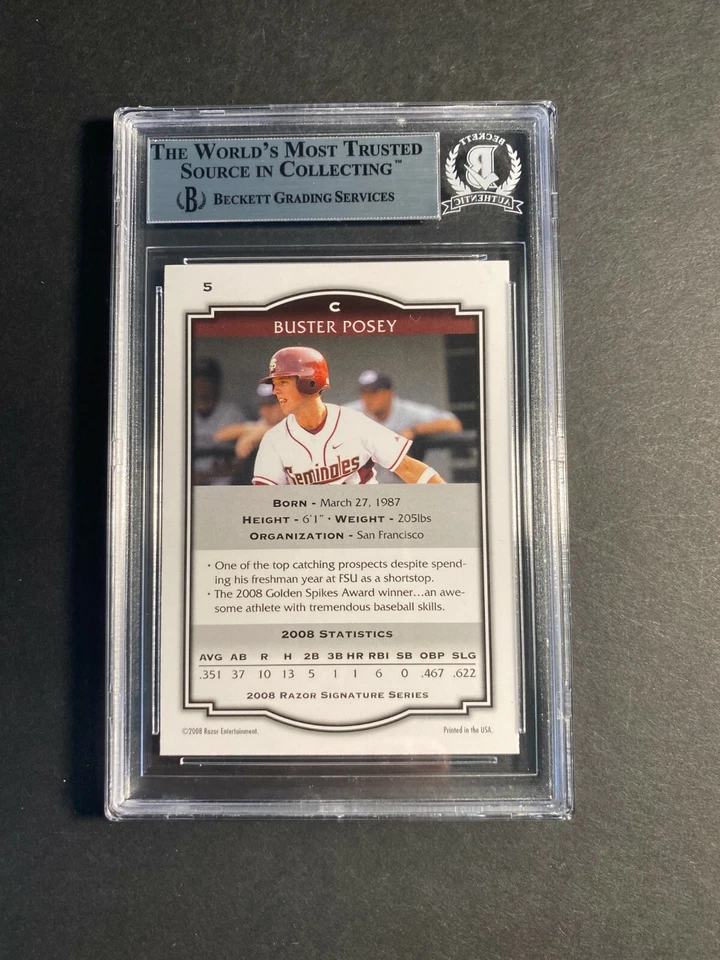 THE WORLD'S MOST TRUSTED
SOURCE IN COLLECTING™
B BECKETT GRADING SERVICES
BECKETT
B
AUTHENTIC
5
C
BUSTER POSEY
FS
Seminoles
BORN - March 27, 1987
HEIGHT - 6'1" • WEIGHT - 205lbs
ORGANIZATION - San Francisco
• One of the top catching prospects despite spend-
ing his freshman year at FSU as a shortstop.
• The 2008 Golden Spikes Award winner...an awe-
some athlete with tremendous baseball skills.
2008 STATISTICS
AVG AB R H 2B 3B HR RBI SB OBP SLG
.351 37 10 13 5 1 1 6 0 .467 .622
2008 RAZOR SIGNATURE SERIES
©2008 Razor Entertainment. Printed in the USA.